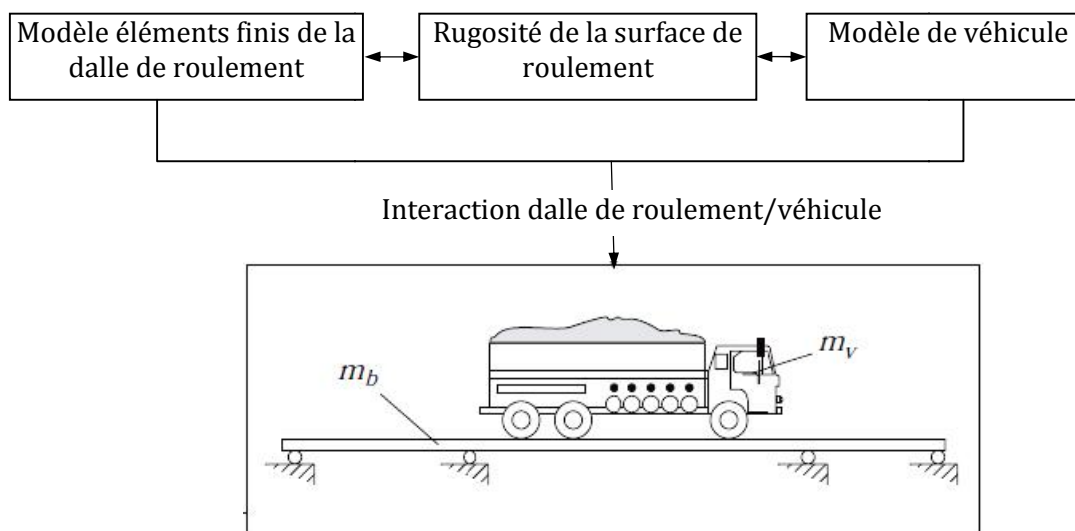 Modèle éléments finis de la
dalle de roulement
Rugosité de la surface de
roulement
Modèle de véhicule
Interaction dalle de roulement/véhicule
m_v
m_b